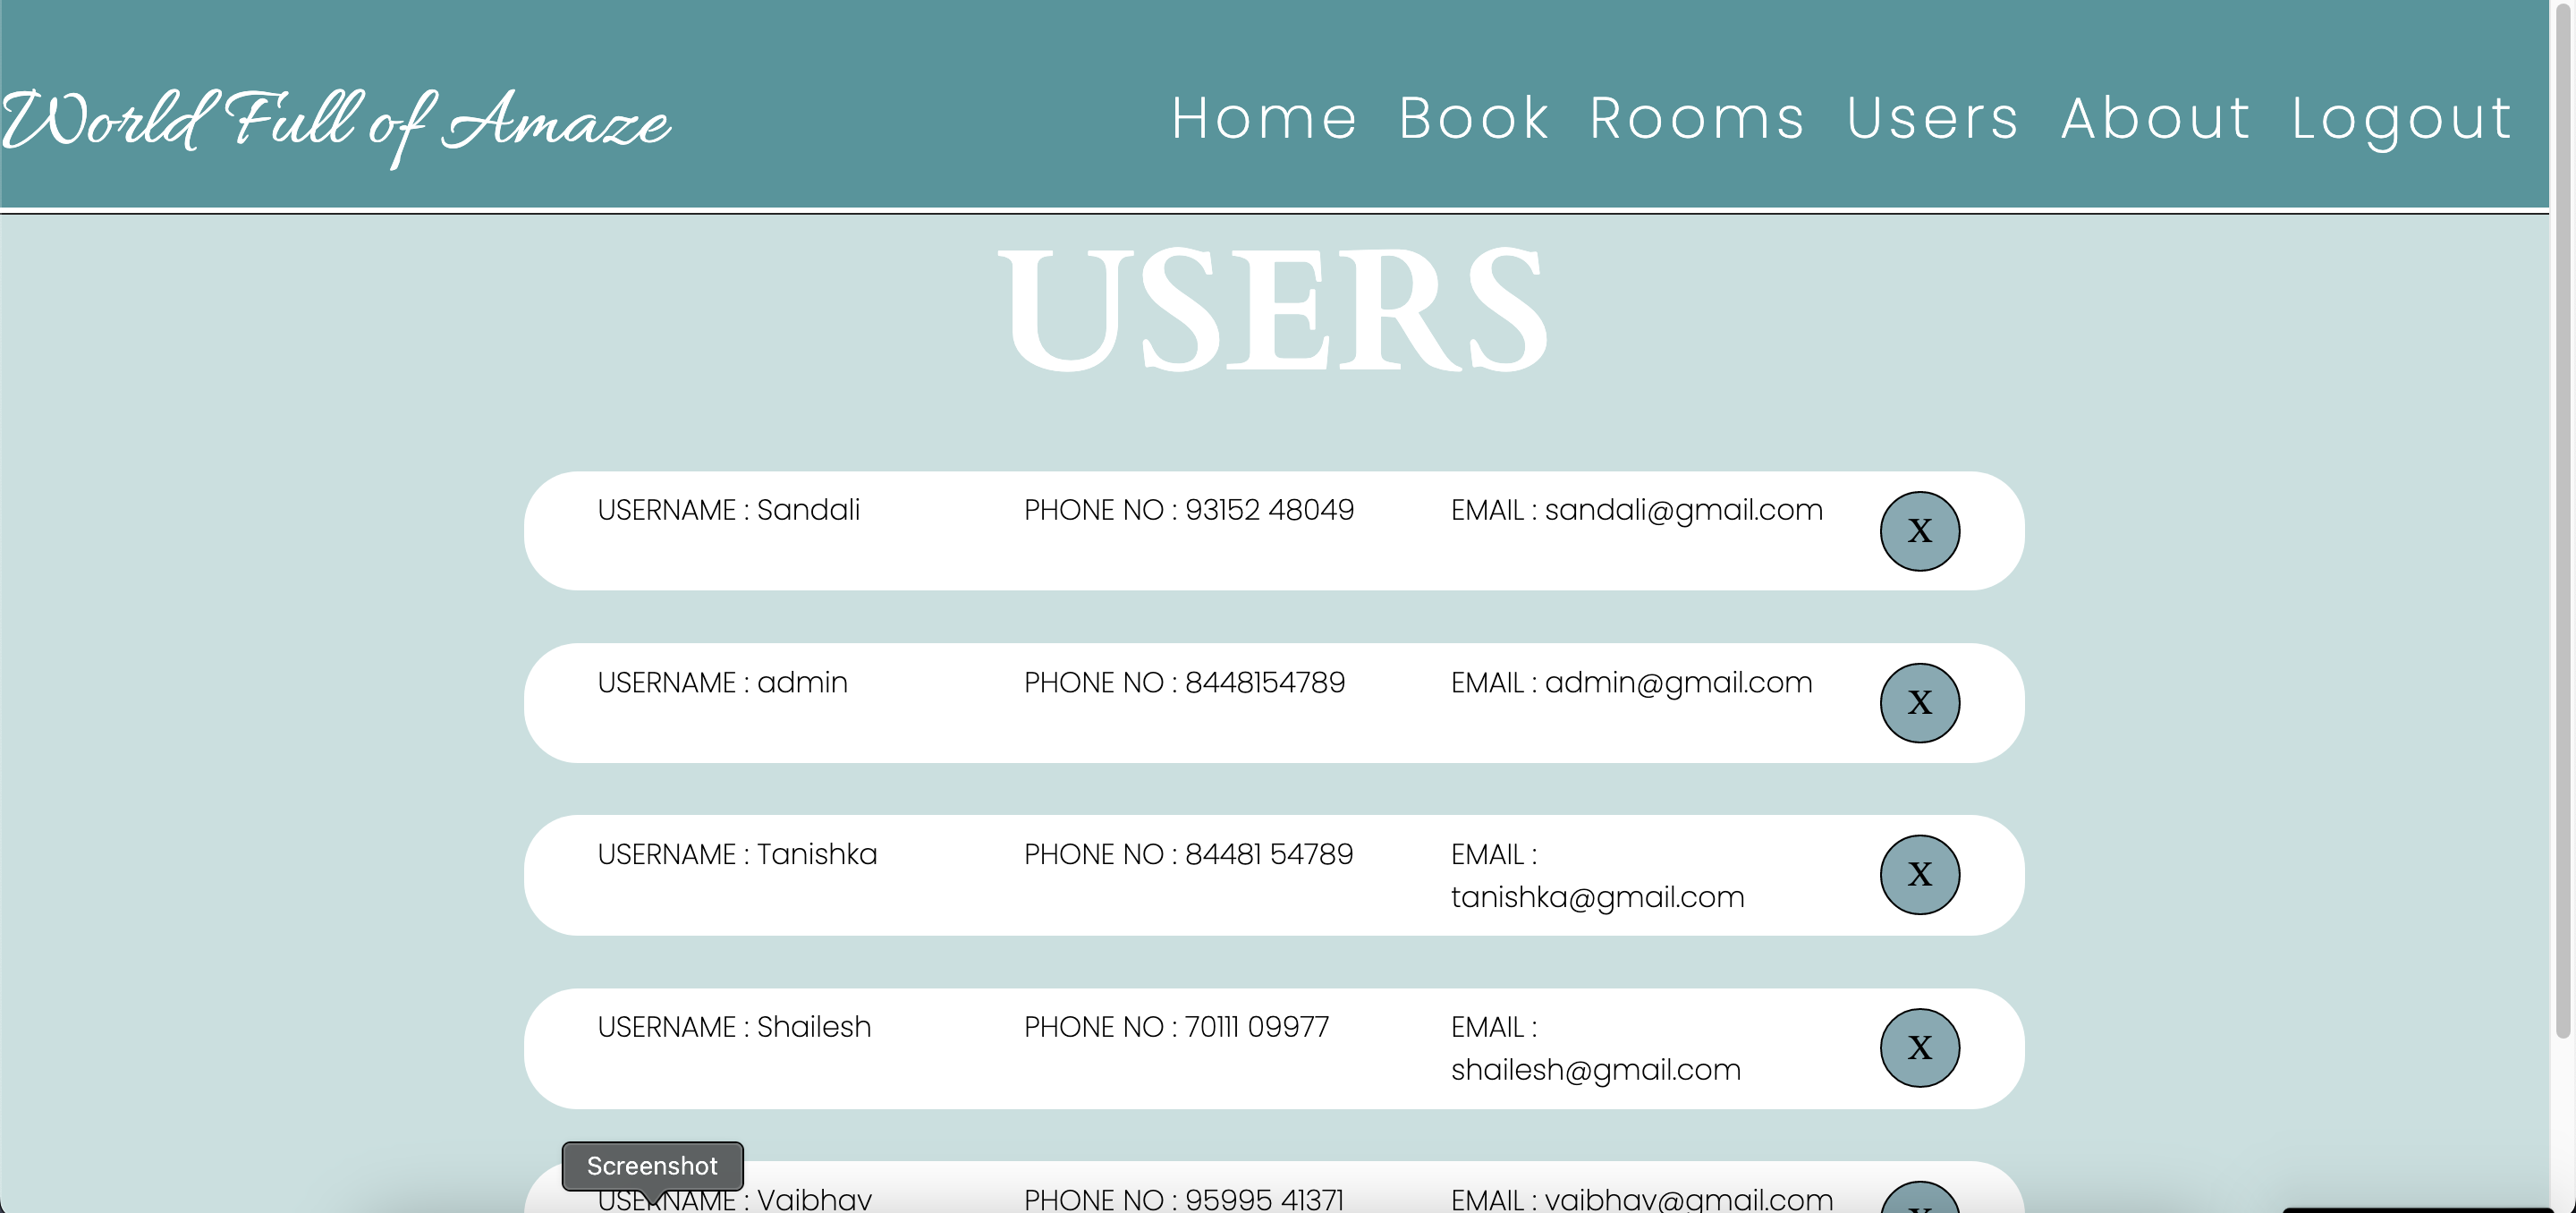 World Full of Amaze
Home Book Rooms Users About Logout
USERS
USERNAME : Sandali PHONE NO : 93152 48049 EMAIL : sandali@gmail.com X
USERNAME : admin PHONE NO : 8448154789 EMAIL : admin@gmail.com X
USERNAME : Tanishka PHONE NO : 84481 54789 EMAIL :
tanishka@gmail.com X
USERNAME : Shailesh PHONE NO : 70111 09977 EMAIL :
shailesh@gmail.com X
Screenshot
USERNAME : Vaibhav PHONE NO : 95995 41371 EMAIL : vaibhav@gmail.com X